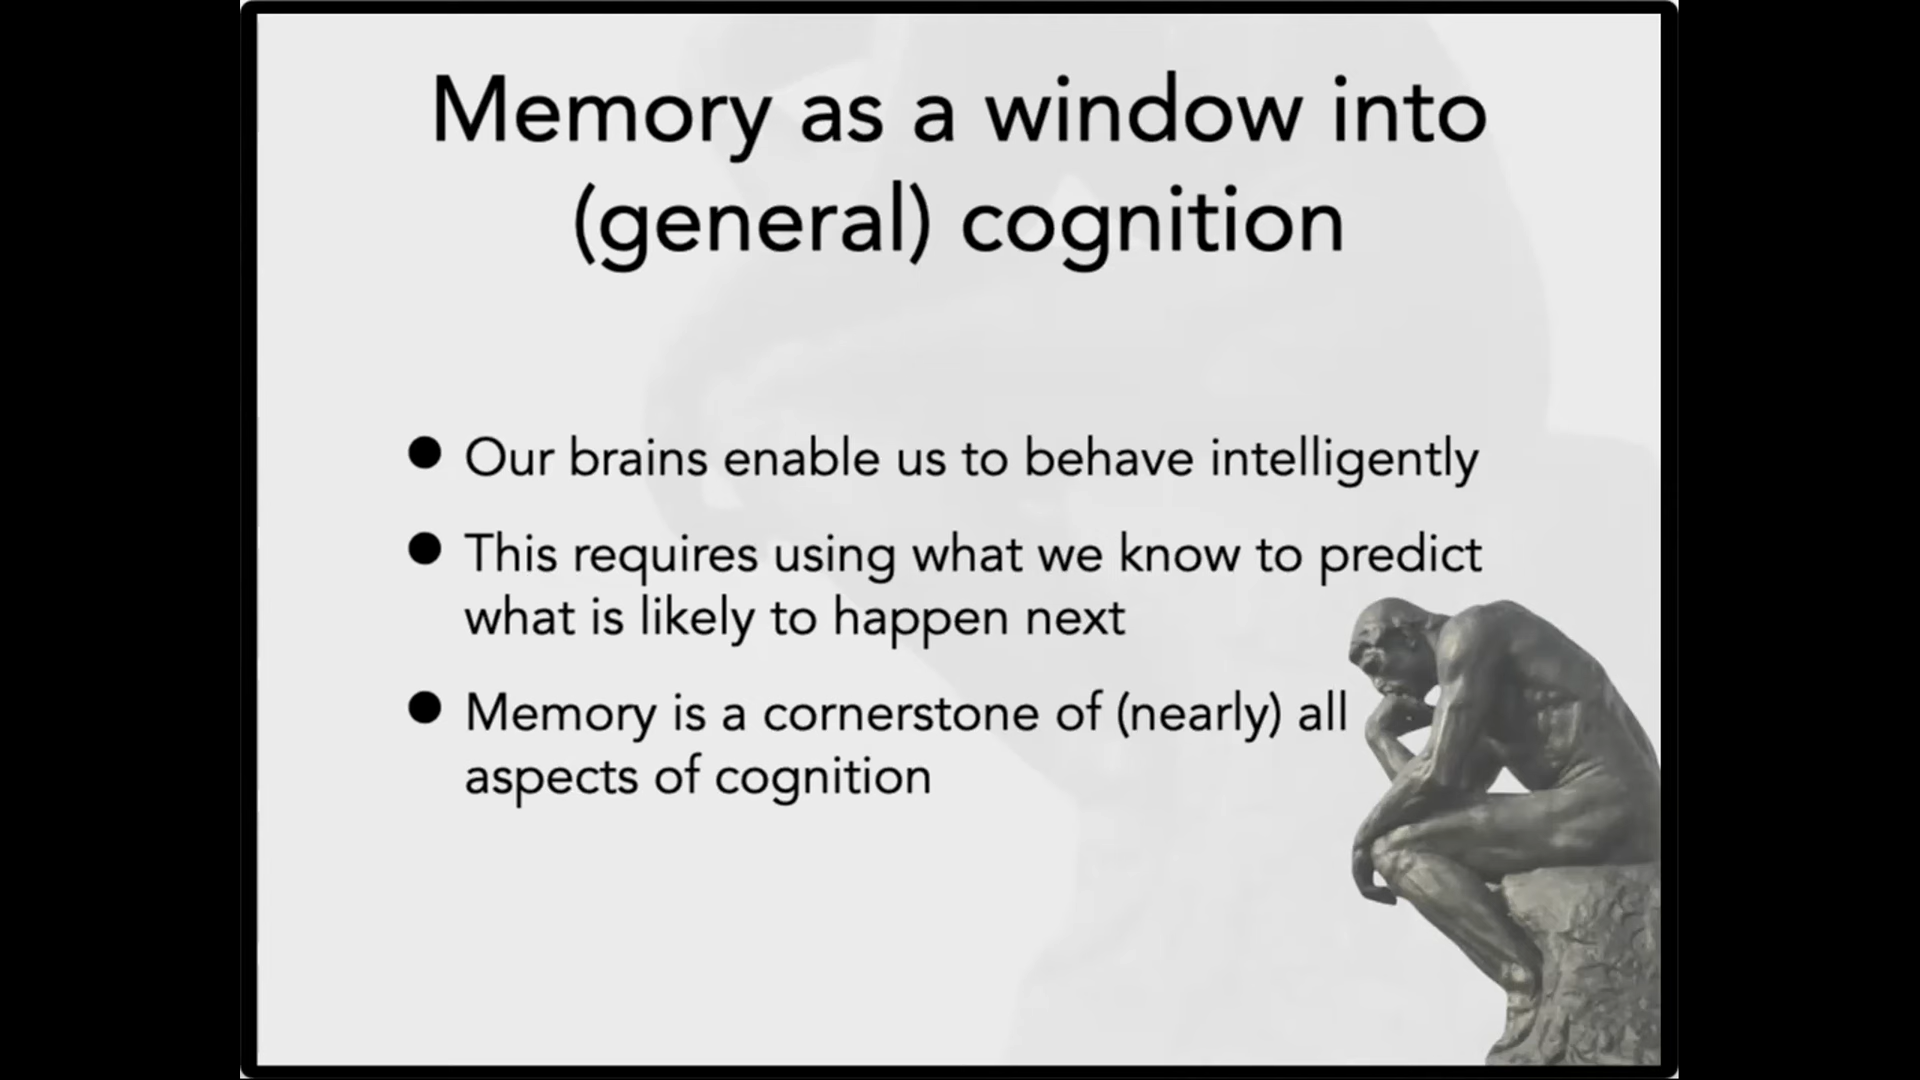 Memory as a window into
(general) cognition
● Our brains enable us to behave intelligently
● This requires using what we know to predict
what is likely to happen next
● Memory is a cornerstone of (nearly) all
aspects of cognition